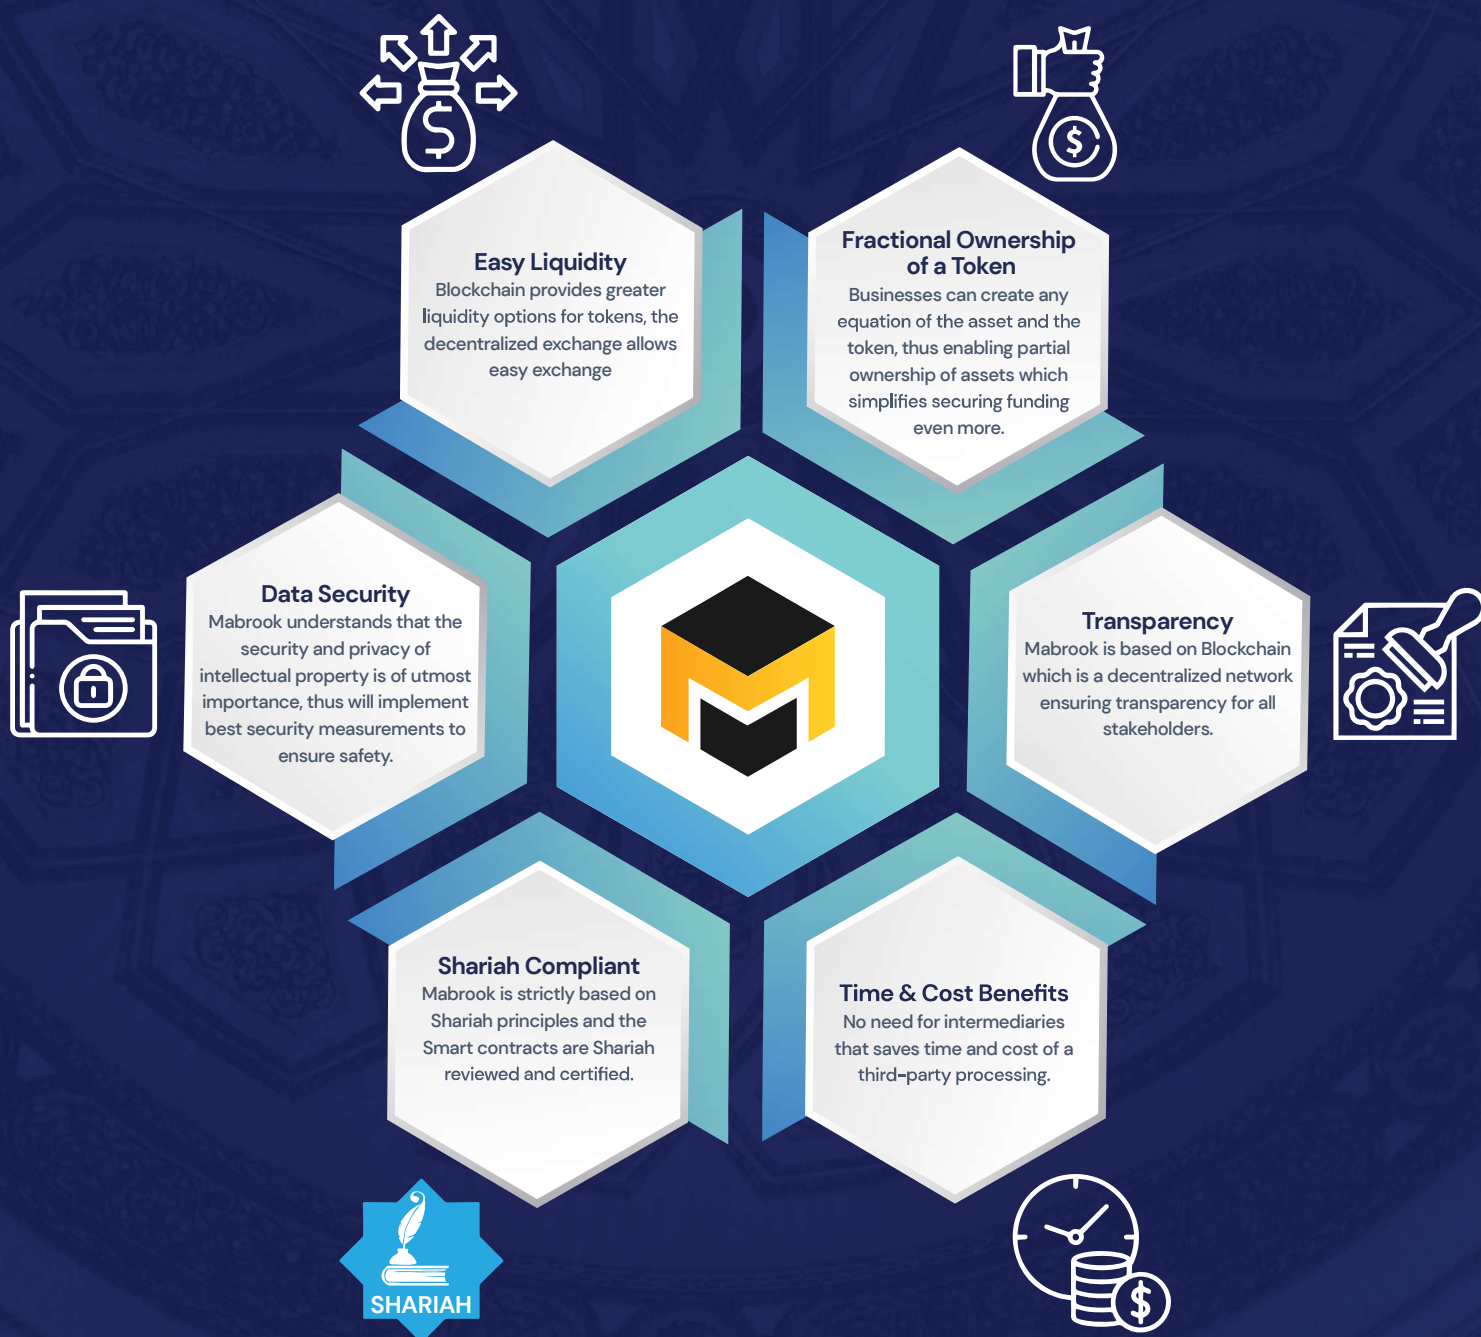 Easy Liquidity
Blockchain provides greater
liquidity options for tokens, the
decentralized exchange allows
easy exchange
Fractional Ownership
of a Token
Businesses can create any
equation of the asset and the
token, thus enabling partial
ownership of assets which
simplifies securing funding
even more.
Data Security
Mabrook understands that the
security and privacy of
intellectual property is of utmost
importance, thus will implement
best security measurements to
ensure safety.
Transparency
Mabrook is based on Blockchain
which is a decentralized network
ensuring transparency for all
stakeholders.
Shariah Compliant
Mabrook is strictly based on
Shariah principles and the
Smart contracts are Shariah
reviewed and certified.
Time & Cost Benefits
No need for intermediaries
that saves time and cost of a
third-party processing.
SHARIAH